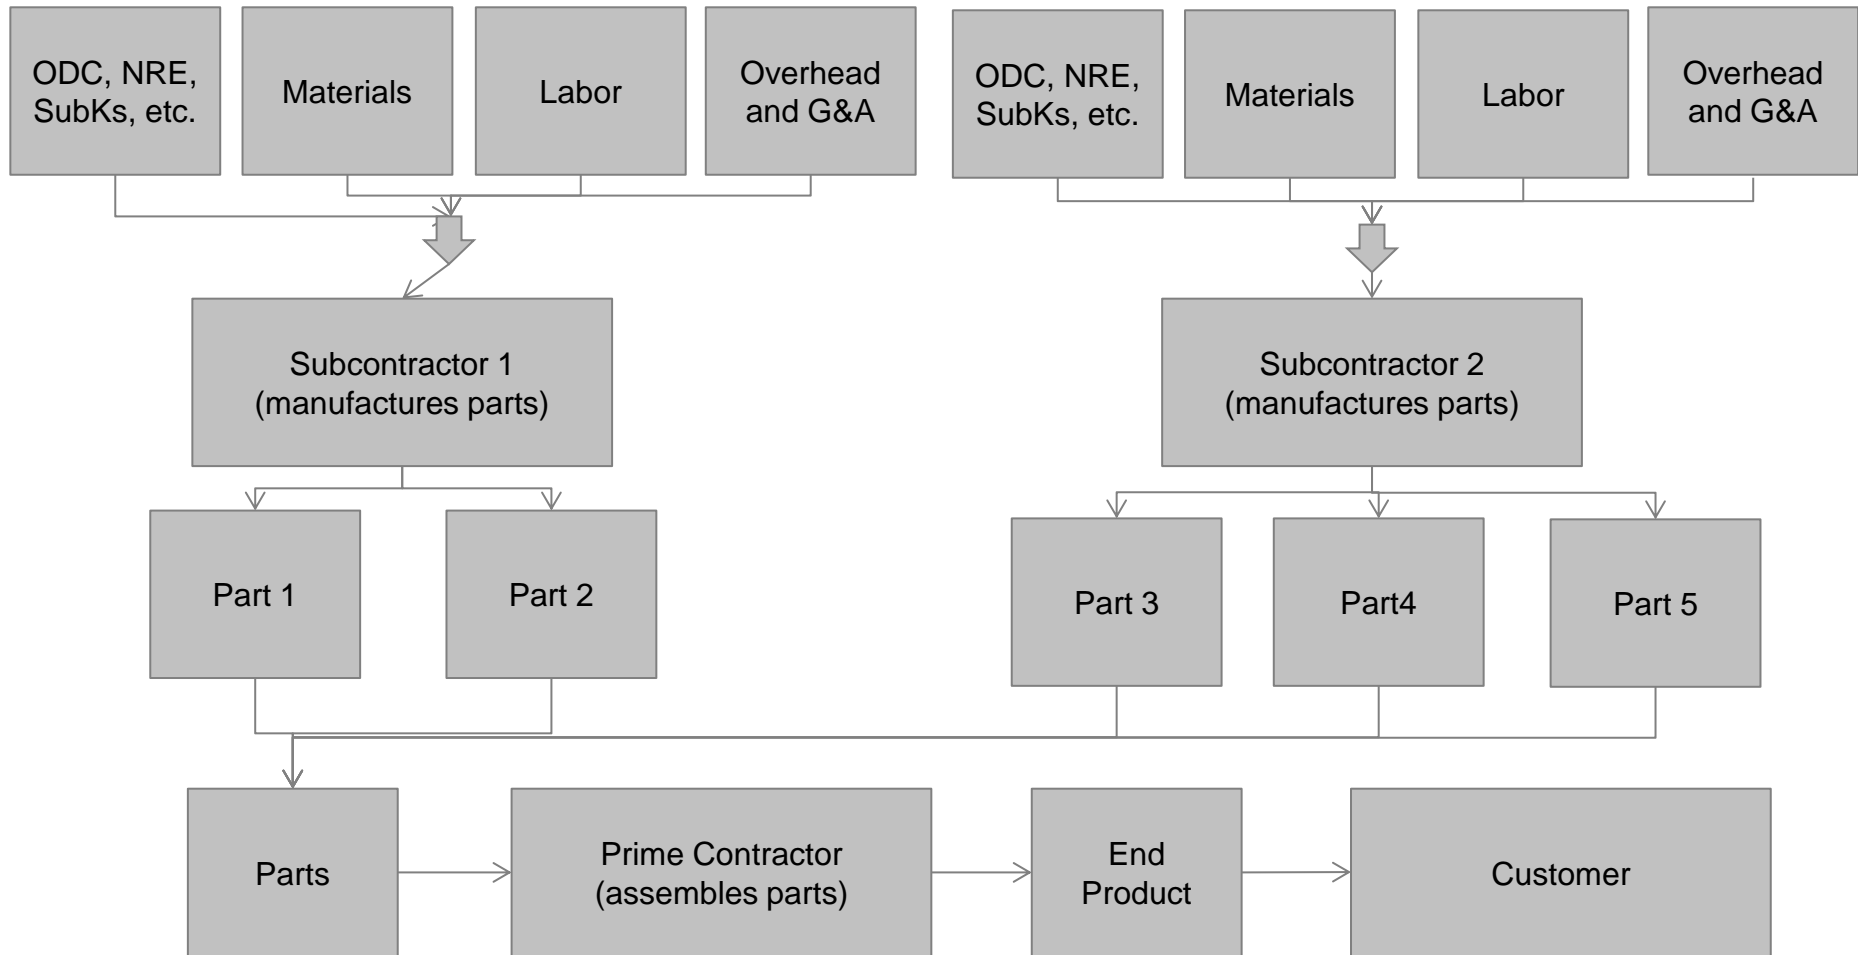 ODC, NRE,
SubKs, etc.
Materials
Labor
Overhead
and G&A
ODC, NRE,
SubKs, etc.
Materials
Labor
Overhead
and G&A
Subcontractor 1
(manufactures parts)
Subcontractor 2
(manufactures parts)
Part 1
Part 2
Part 3
Part4
Part 5
Parts
Prime Contractor
(assembles parts)
End
Product
Customer